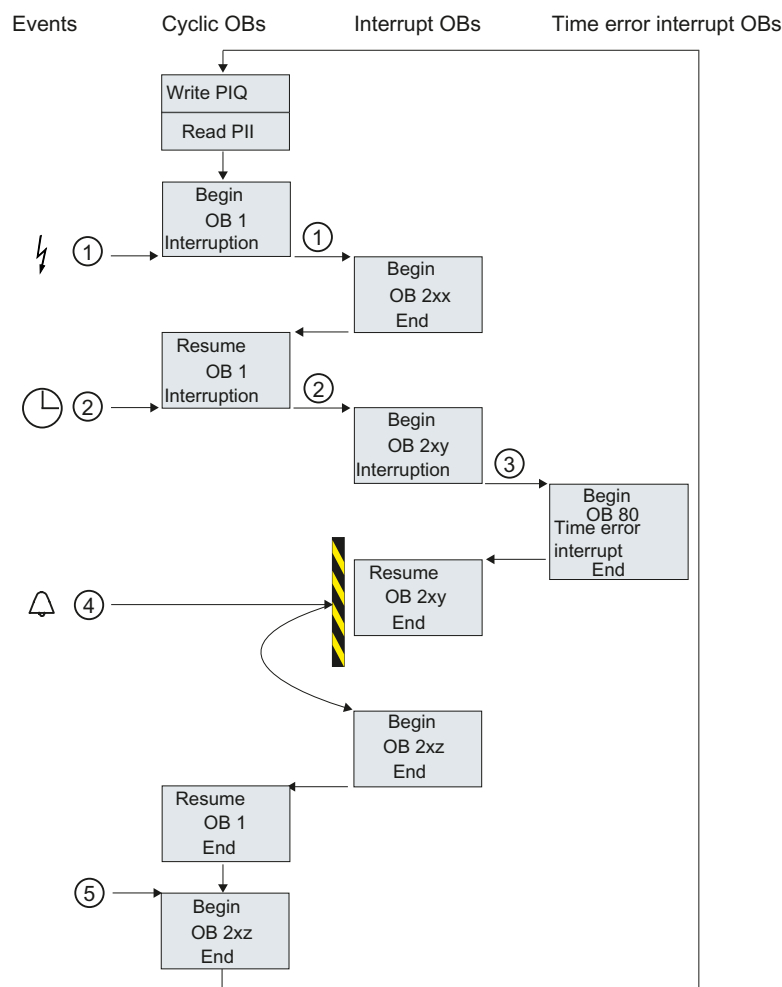 Events
Cyclic OBs
Interrupt OBs
Time error interrupt OBs
Write PIQ
Read PII
Begin
OB 1
Interruption
1
1
Begin
OB 2xx
End
Resume
OB 1
Interruption
2
2
Begin
OB 2xy
Interruption
3
Begin
OB 80
Time error
interrupt
End
4
Resume
OB 2xy
End
Begin
OB 2xz
End
Resume
OB 1
End
5
Begin
OB 2xz
End